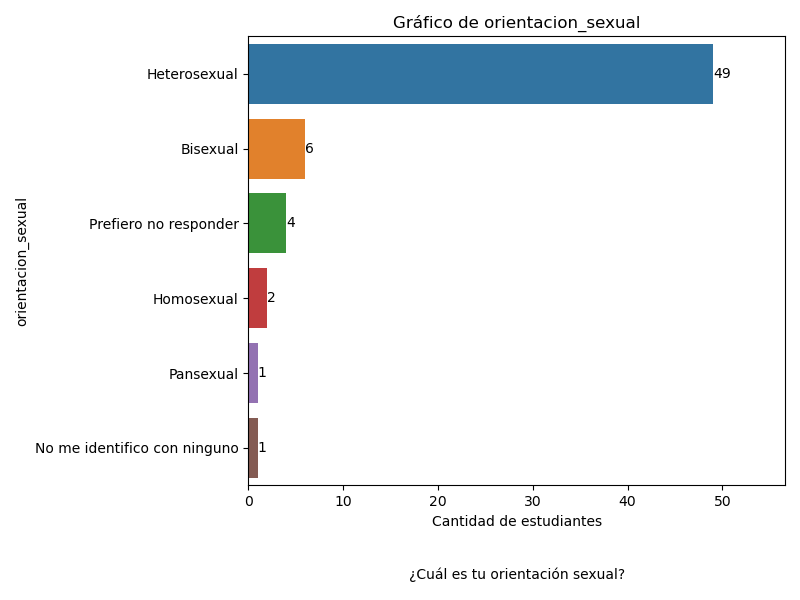 Gráfico de orientacion_sexual
Heterosexual
49
Bisexual
6
Prefiero no responder
4
Homosexual
2
Pansexual
1
No me identifico con ninguno
1
orientacion_sexual
0 10 20 30 40 50
Cantidad de estudiantes
¿Cuál es tu orientación sexual?